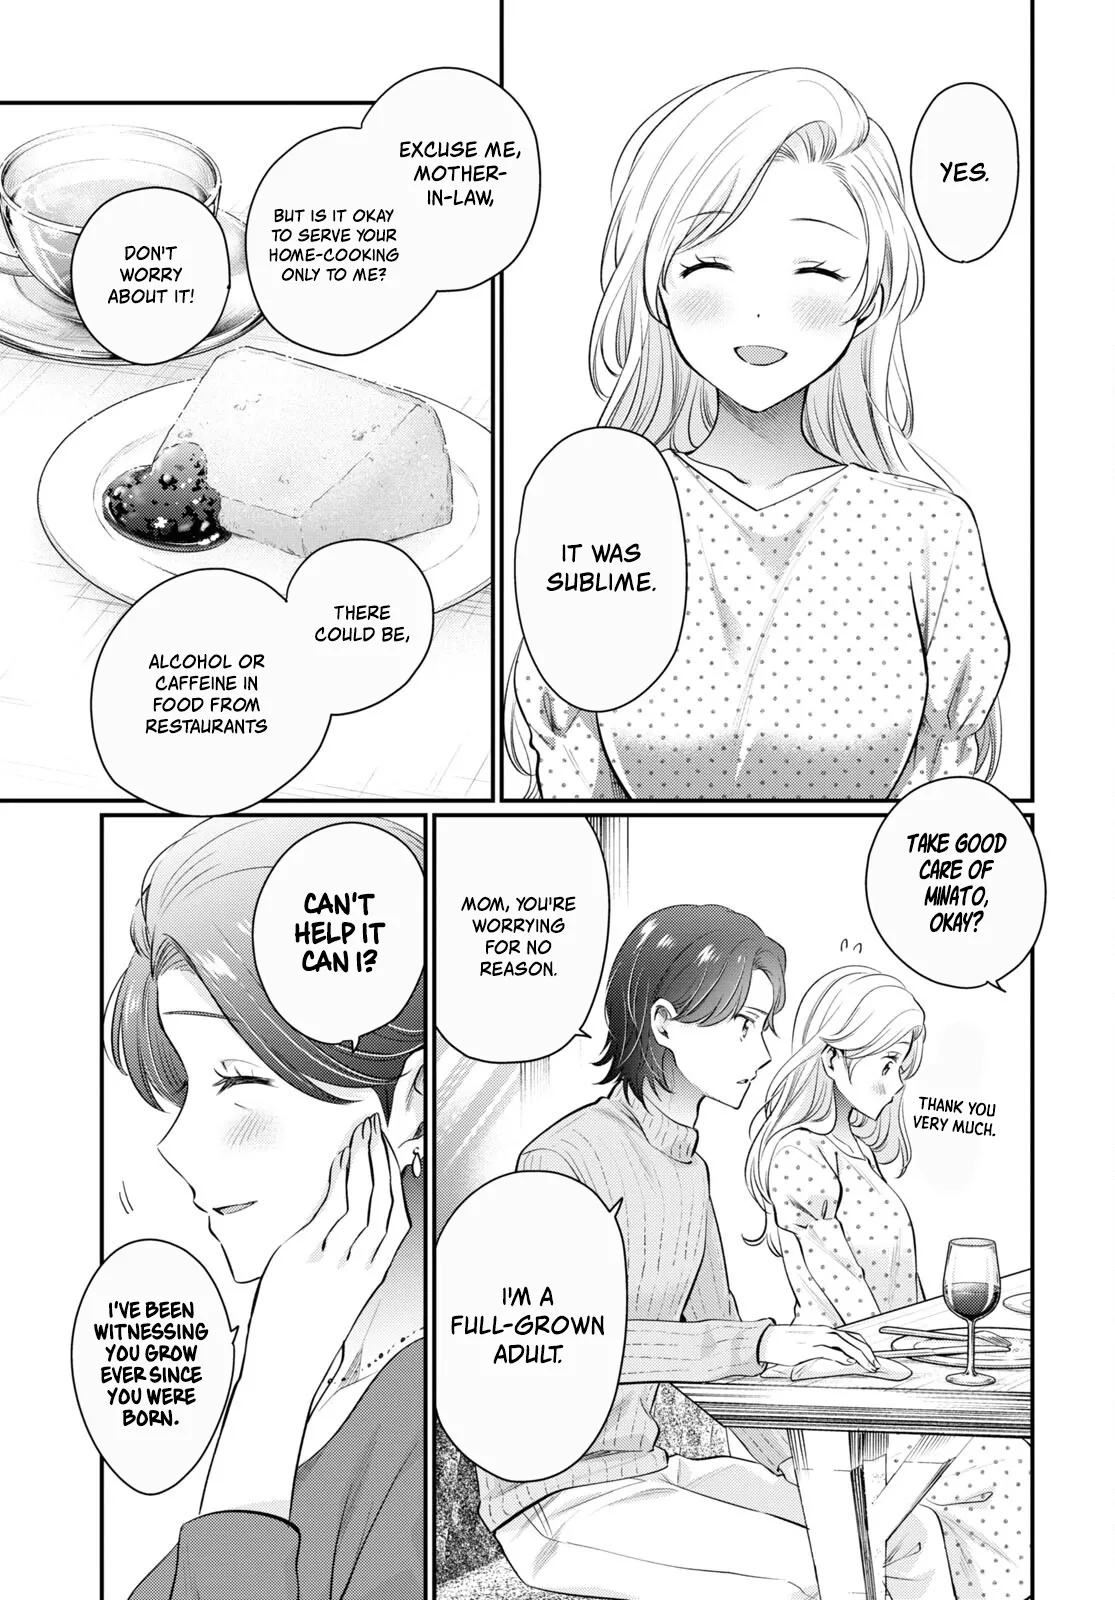 YES.
IT WAS
SUBLIME.
EXCUSE ME,
MOTHER-
IN-LAW,
BUT IS IT OKAY
TO SERVE YOUR
HOME-COOKING
ONLY TO ME?
DON'T
WORRY
ABOUT IT!
THERE
COULD BE,
ALCOHOL OR
CAFFEINE IN
FOOD FROM
RESTAURANTS
TAKE GOOD
CARE OF
MINATO,
OKAY?
THANK YOU
VERY MUCH.
MOM, YOU'RE
WORRYING
FOR NO
REASON.
I'M A
FULL-GROWN
ADULT.
CAN'T
HELP IT
CAN I?
I'VE BEEN
WITNESSING
YOU GROW
EVER SINCE
YOU WERE
BORN.